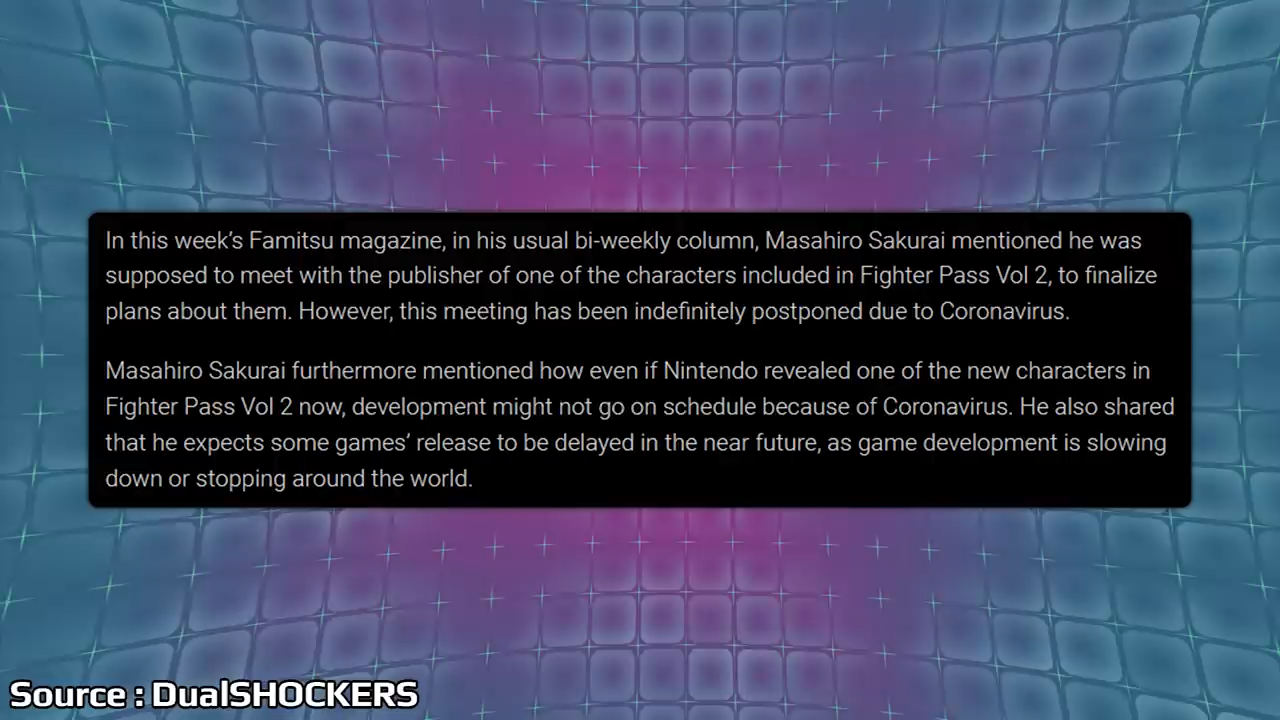 In this week’s Famitsu magazine, in his usual bi-weekly column, Masahiro Sakurai mentioned he was
supposed to meet with the publisher of one of the characters included in Fighter Pass Vol 2, to finalize
plans about them. However, this meeting has been indefinitely postponed due to Coronavirus.
Masahiro Sakurai furthermore mentioned how even if Nintendo revealed one of the new characters in
Fighter Pass Vol 2 now, development might not go on schedule because of Coronavirus. He also shared
that he expects some games’ release to be delayed in the near future, as game development is slowing
down or stopping around the world.
Source : DualSHOCKERS